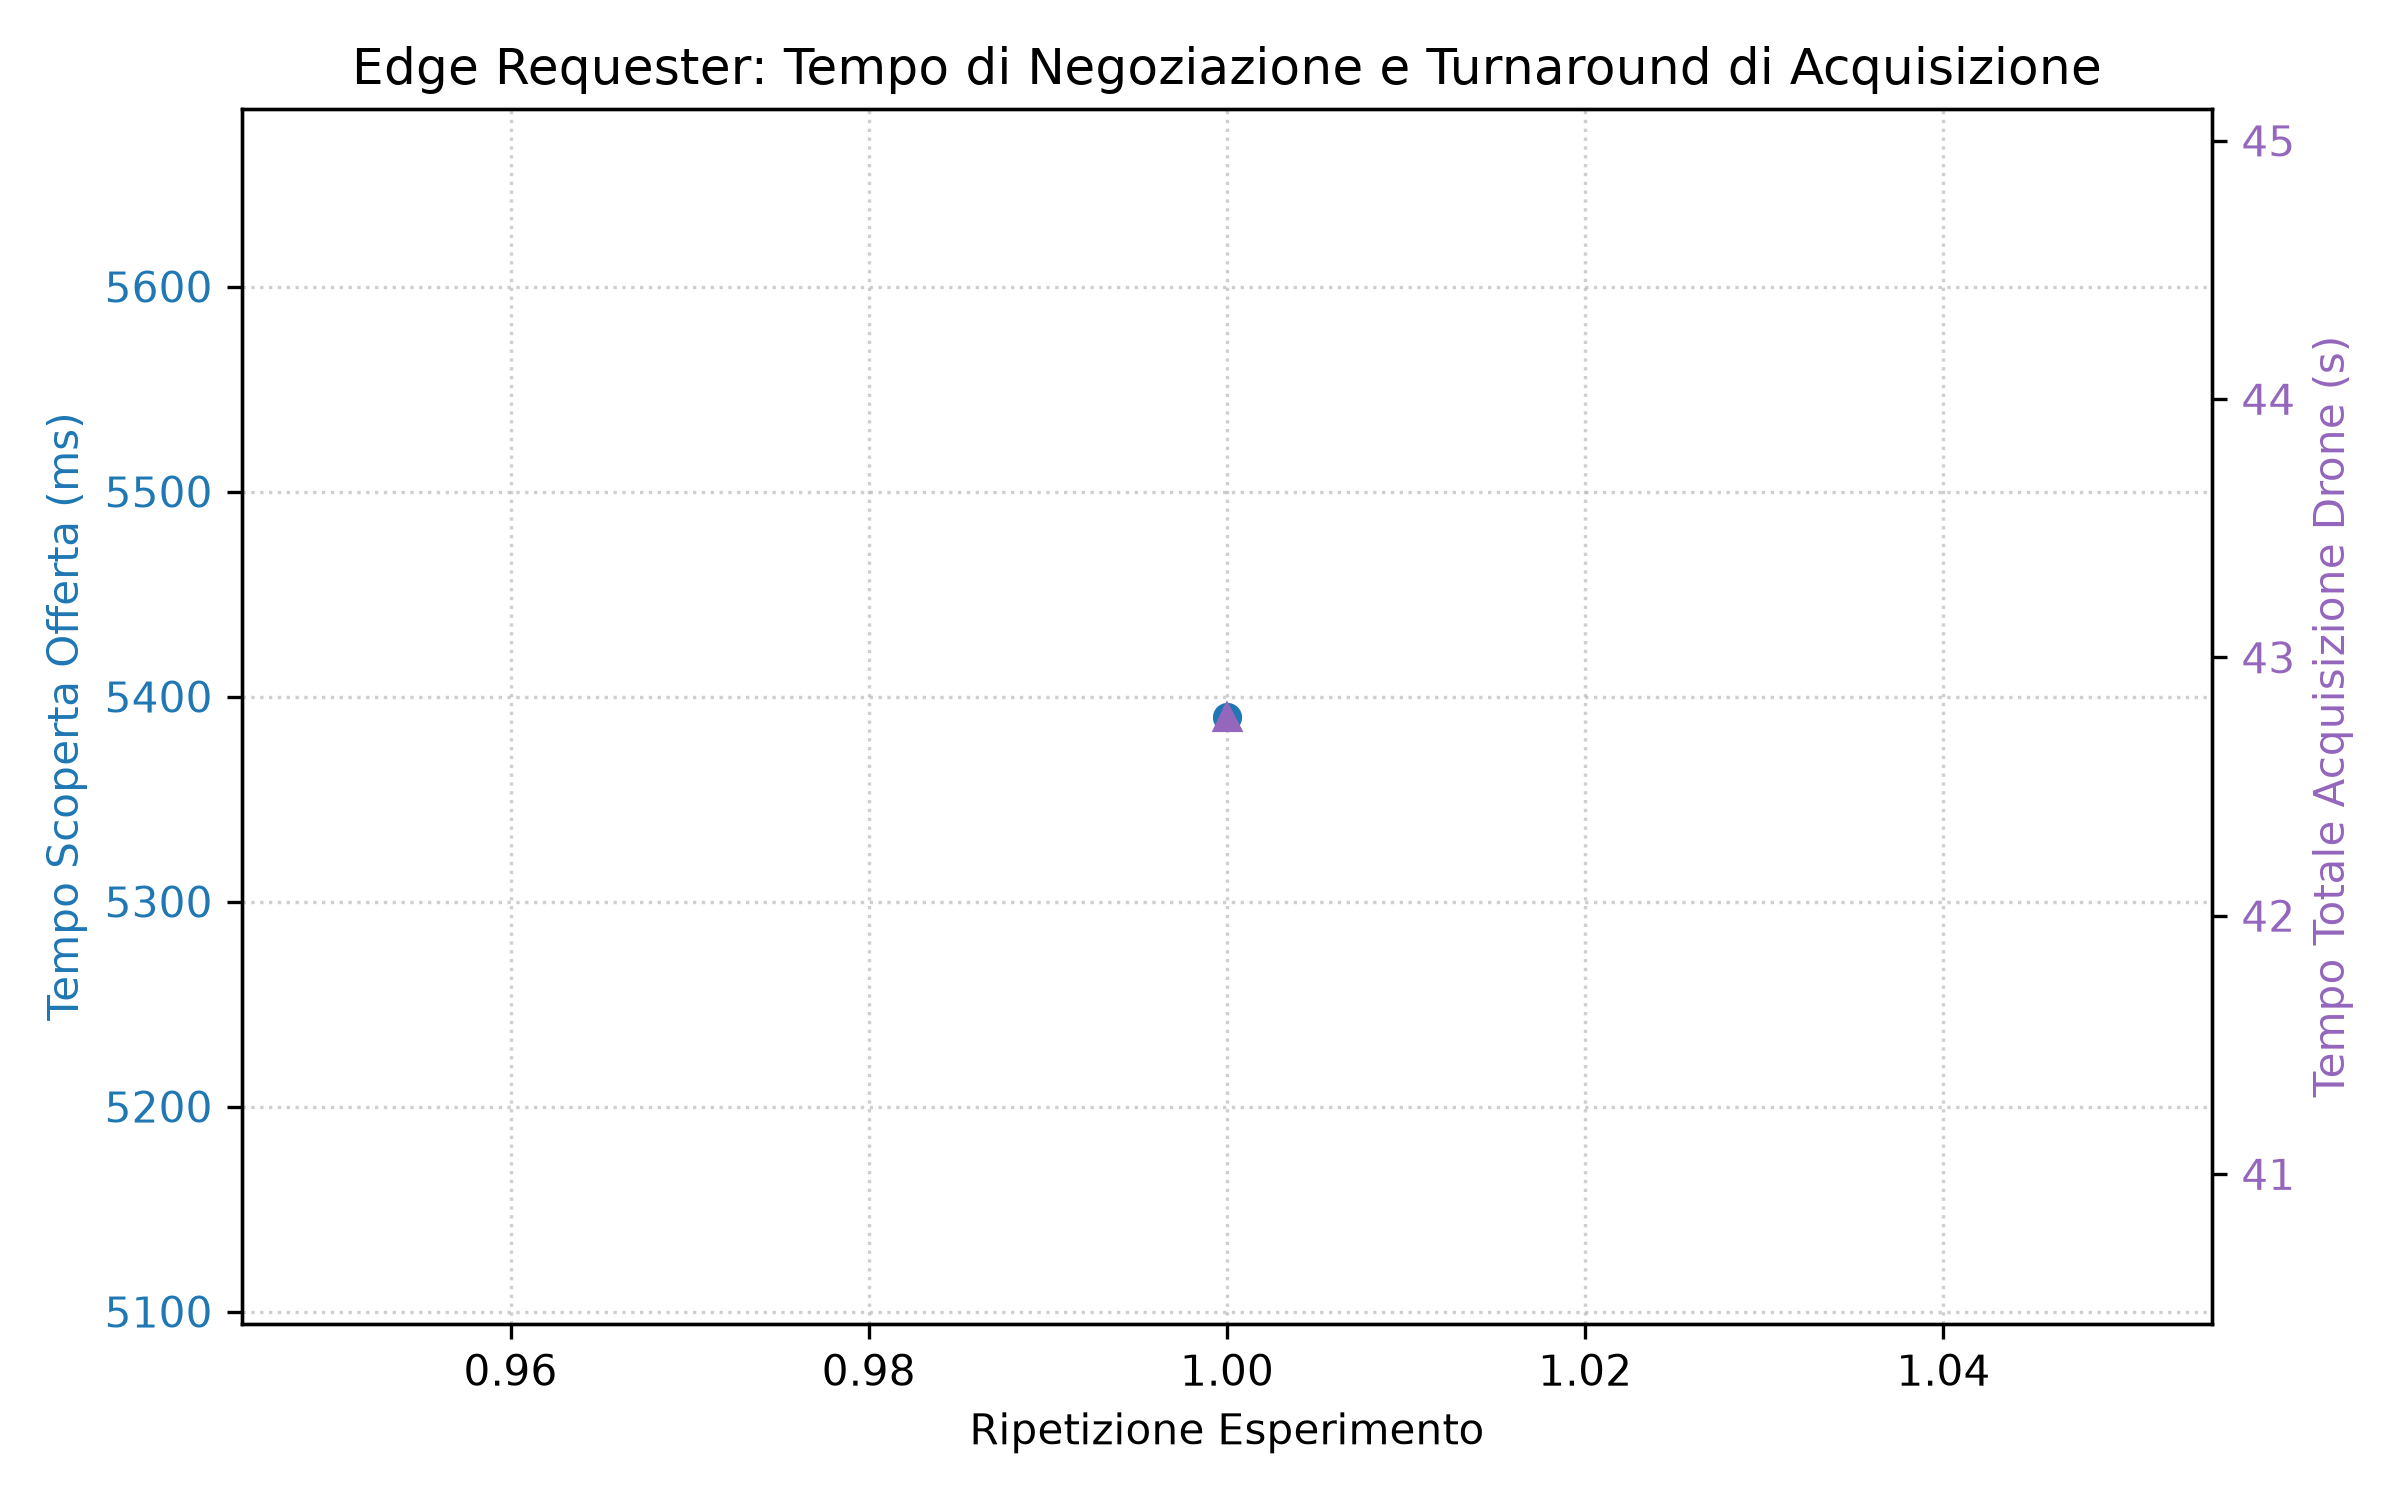 Edge Requester: Tempo di Negoziazione e Turnaround di Acquisizione
Tempo Scoperta Offerta (ms)
5600
5500
5400
5300
5200
5100
45
44
43
42
41
Tempo Totale Acquisizione Drone (s)
0.96 0.98 1.00 1.02 1.04
Ripetizione Esperimento